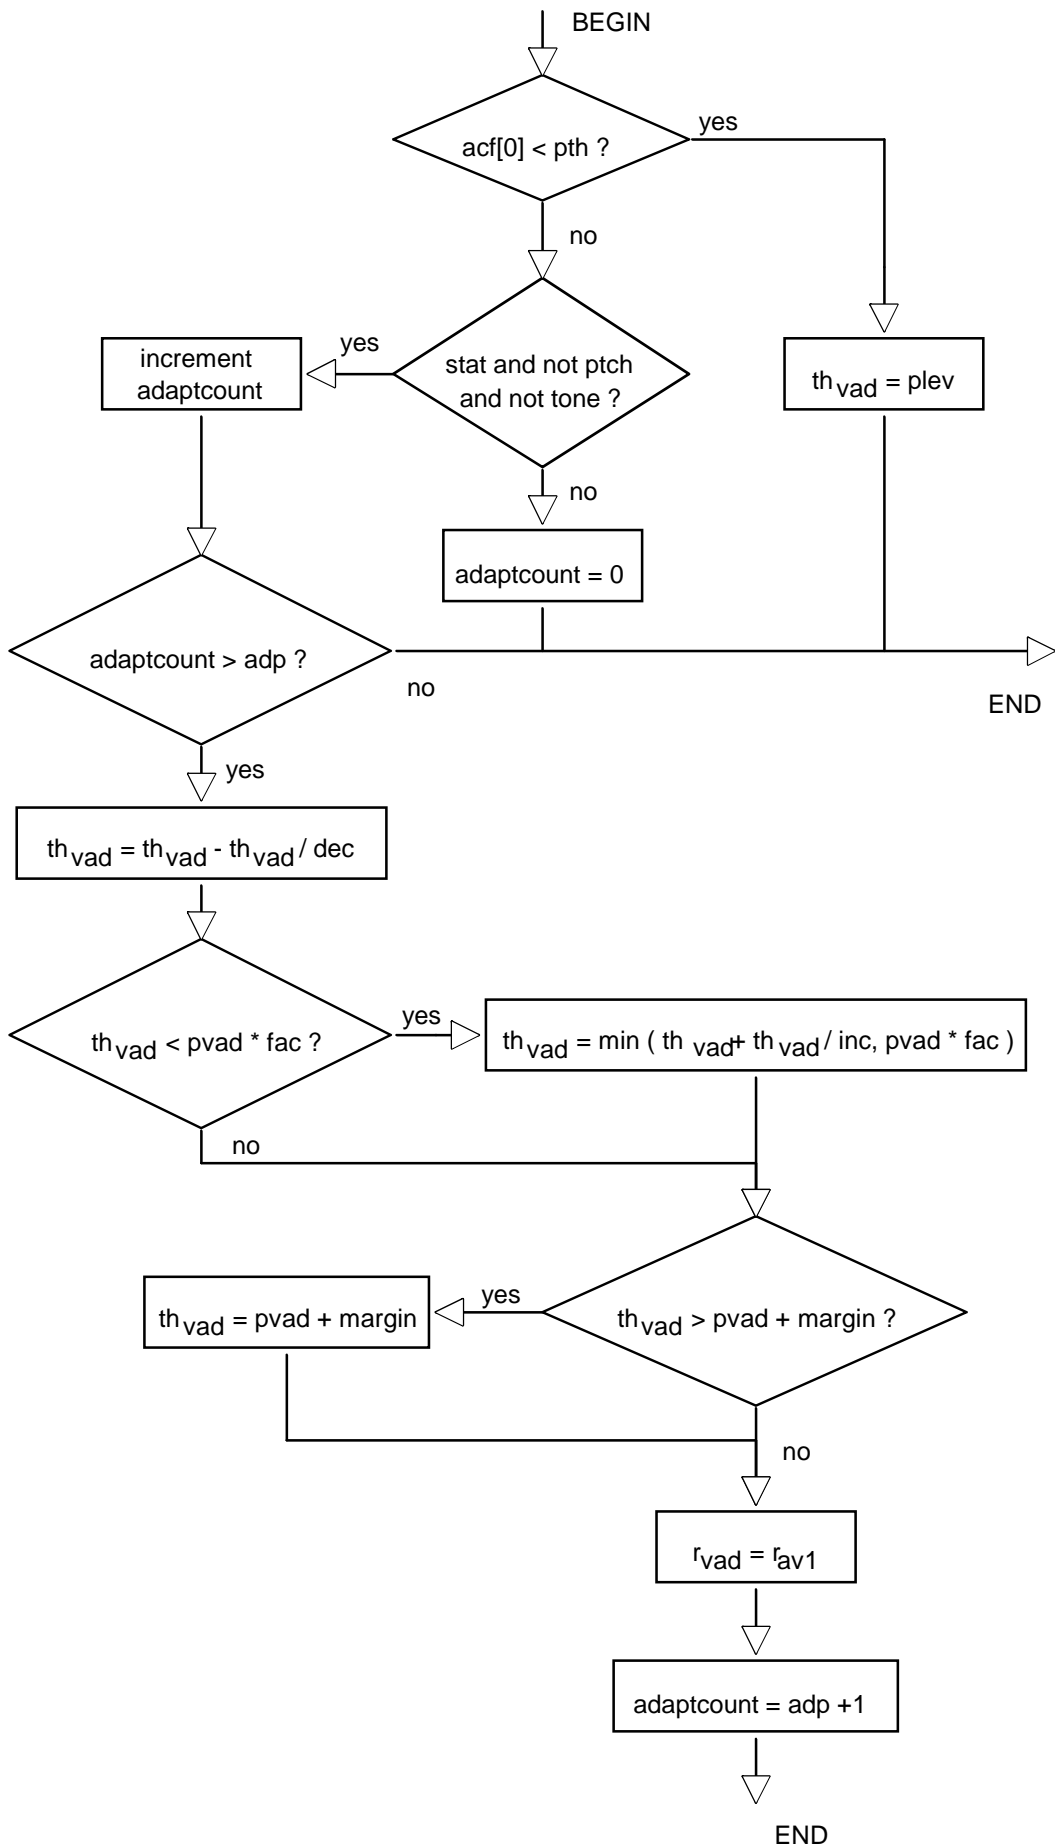 BEGIN
acf[0] < pth ?
yes
no
increment
adaptcount
yes
stat and not ptch
and not tone ?
th vad = plev
no
adaptcount = 0
adaptcount > adp ?
no
END
yes
th vad = th vad - th vad / dec
th vad < pvad * fac ?
yes
th vad = min ( th vad + th vad / inc, pvad * fac )
no
th vad = pvad + margin
yes
th vad > pvad + margin ?
no
r vad = r av1
adaptcount = adp +1
END